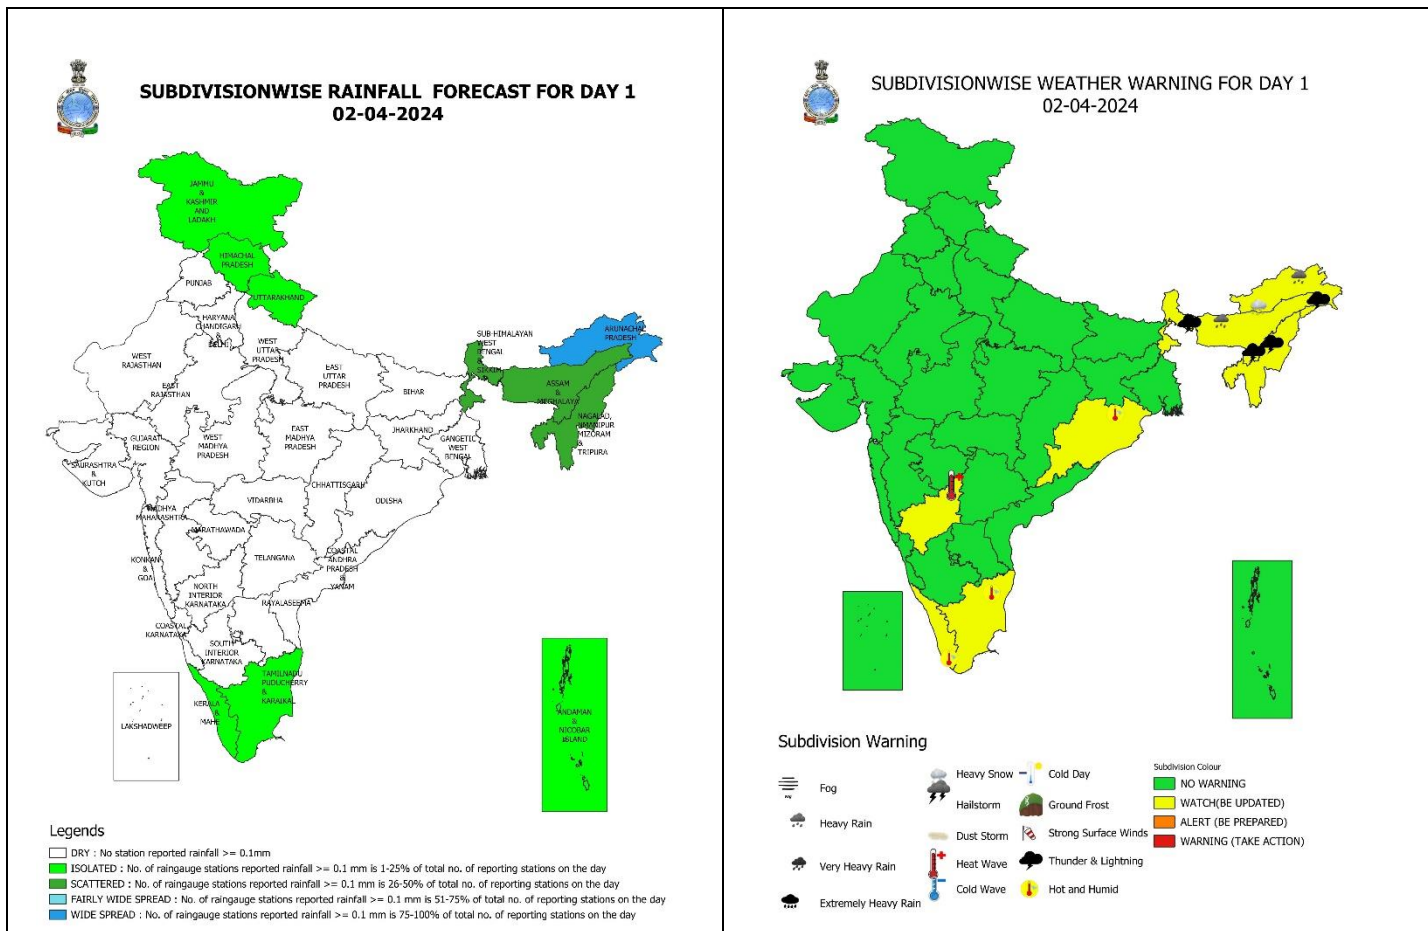 SUBDIVISIONWISE RAINFALL FORECAST FOR DAY 1
02-04-2024
JAMMU
&
KASHMIR
AND
LADAKH
HIMACHAL
PRADESH
PUNJAB
UTTARAKHAND
HARYANA
CHANDIGARH
&
DELHI
WEST
RAJASTHAN
WEST
UTTAR
PRADESH
EAST
UTTAR
PRADESH
EAST
RAJASTHAN
BIHAR
SUB-HIMALAYAN
WEST
BENGAL
&
SIKKIM
ARUNACHAL
PRADESH
ASSAM
&
MEGHALAYA
NAGALAD,
MANIPUR
MIZORAM
&
TRIPURA
GUJARAT
REGION
WEST
MADHYA
PRADESH
EAST
MADHYA
PRADESH
JHARKHAND
GANGETIC
WEST
BENGAL
SAURASHTRA
&
KUTCH
CHHATTISGARH
ODISHA
VIDARBHA
MADHYA
MAHARASHTRA
MARATHAWADA
TELANGANA
COASTAL
ANDHRA
PRADESH
&
YANAM
KONKAN
&
GOA
NORTH
INTERIOR
KARNATAKA
RAYALASEEMA
COASTAL
KARNATAKA
SOUTH
INTERIOR
KARNATAKA
TAMILNADU
PUDUCHERRY
&
KARAIKAL
KERALA
&
MAHE
LAKSHADWEEP
ANDAMAN
&
NICOBAR
ISLAND
Legends
DRY : No station reported rainfall >= 0.1mm
ISOLATED : No. of raingauge stations reported rainfall >= 0.1 mm is 1-25% of total no. of reporting stations on the day
SCATTERED : No. of raingauge stations reported rainfall >= 0.1 mm is 26-50% of total no. of reporting stations on the day
FAIRLY WIDE SPREAD : No. of raingauge stations reported rainfall >= 0.1 mm is 51-75% of total no. of reporting stations on the day
WIDE SPREAD : No. of raingauge stations reported rainfall >= 0.1 mm is 75-100% of total no. of reporting stations on the day
SUBDIVISIONWISE WEATHER WARNING FOR DAY 1
02-04-2024
Subdivision Warning
Fog
Heavy Rain
Very Heavy Rain
Extremely Heavy Rain
Heavy Snow
Hailstorm
Dust Storm
Heat Wave
Cold Wave
Cold Day
Ground Frost
Strong Surface Winds
Thunder & Lightning
Hot and Humid
Subdivision Colour
NO WARNING
WATCH(BE UPDATED)
ALERT (BE PREPARED)
WARNING (TAKE ACTION)